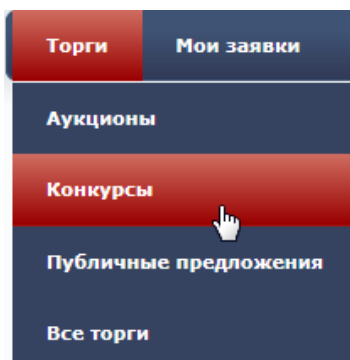 Торги Мои заявки
Аукционы
Конкурсы
Публичные предложения
Все торги